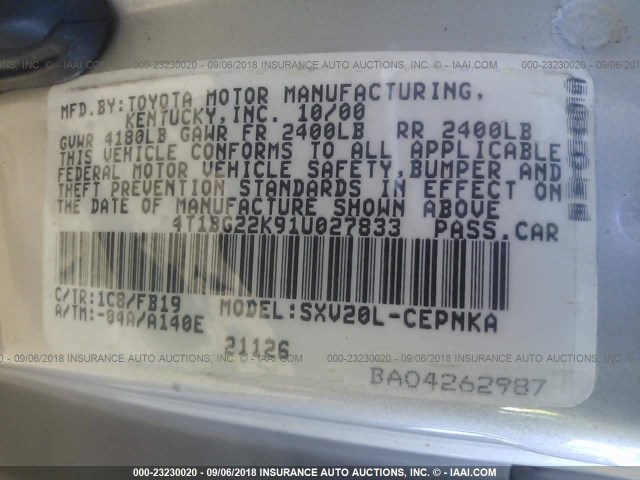 000-23230020 - 09/06/2018 INSURANCE AUTO AUCTIONS, INC. - IAAI.COM
MFD.BY:TOYOTA MOTOR MANUFACTURING,
KENTUCKY,INC. 10/00
GVWR 4180LB GAWR FR 2400LB RR 2400LB
THIS VEHICLE CONFORMS TO ALL APPLICABLE
FEDERAL MOTOR VEHICLE SAFETY,BUMPER AND
THEFT PREVENTION STANDARDS IN EFFECT ON
THE DATE OF MANUFACTURE SHOWN ABOVE
4T1BG22K91U027833 PASS.CAR
C/TR:1C8/FB19 MODEL:SXV20L-CEPNKA
A/TM:-04A/A140E
21126
BA04262987
000-23230020 - 09/06/2018 INSURANCE AUTO AUCTIONS, INC. - IAAI.COM